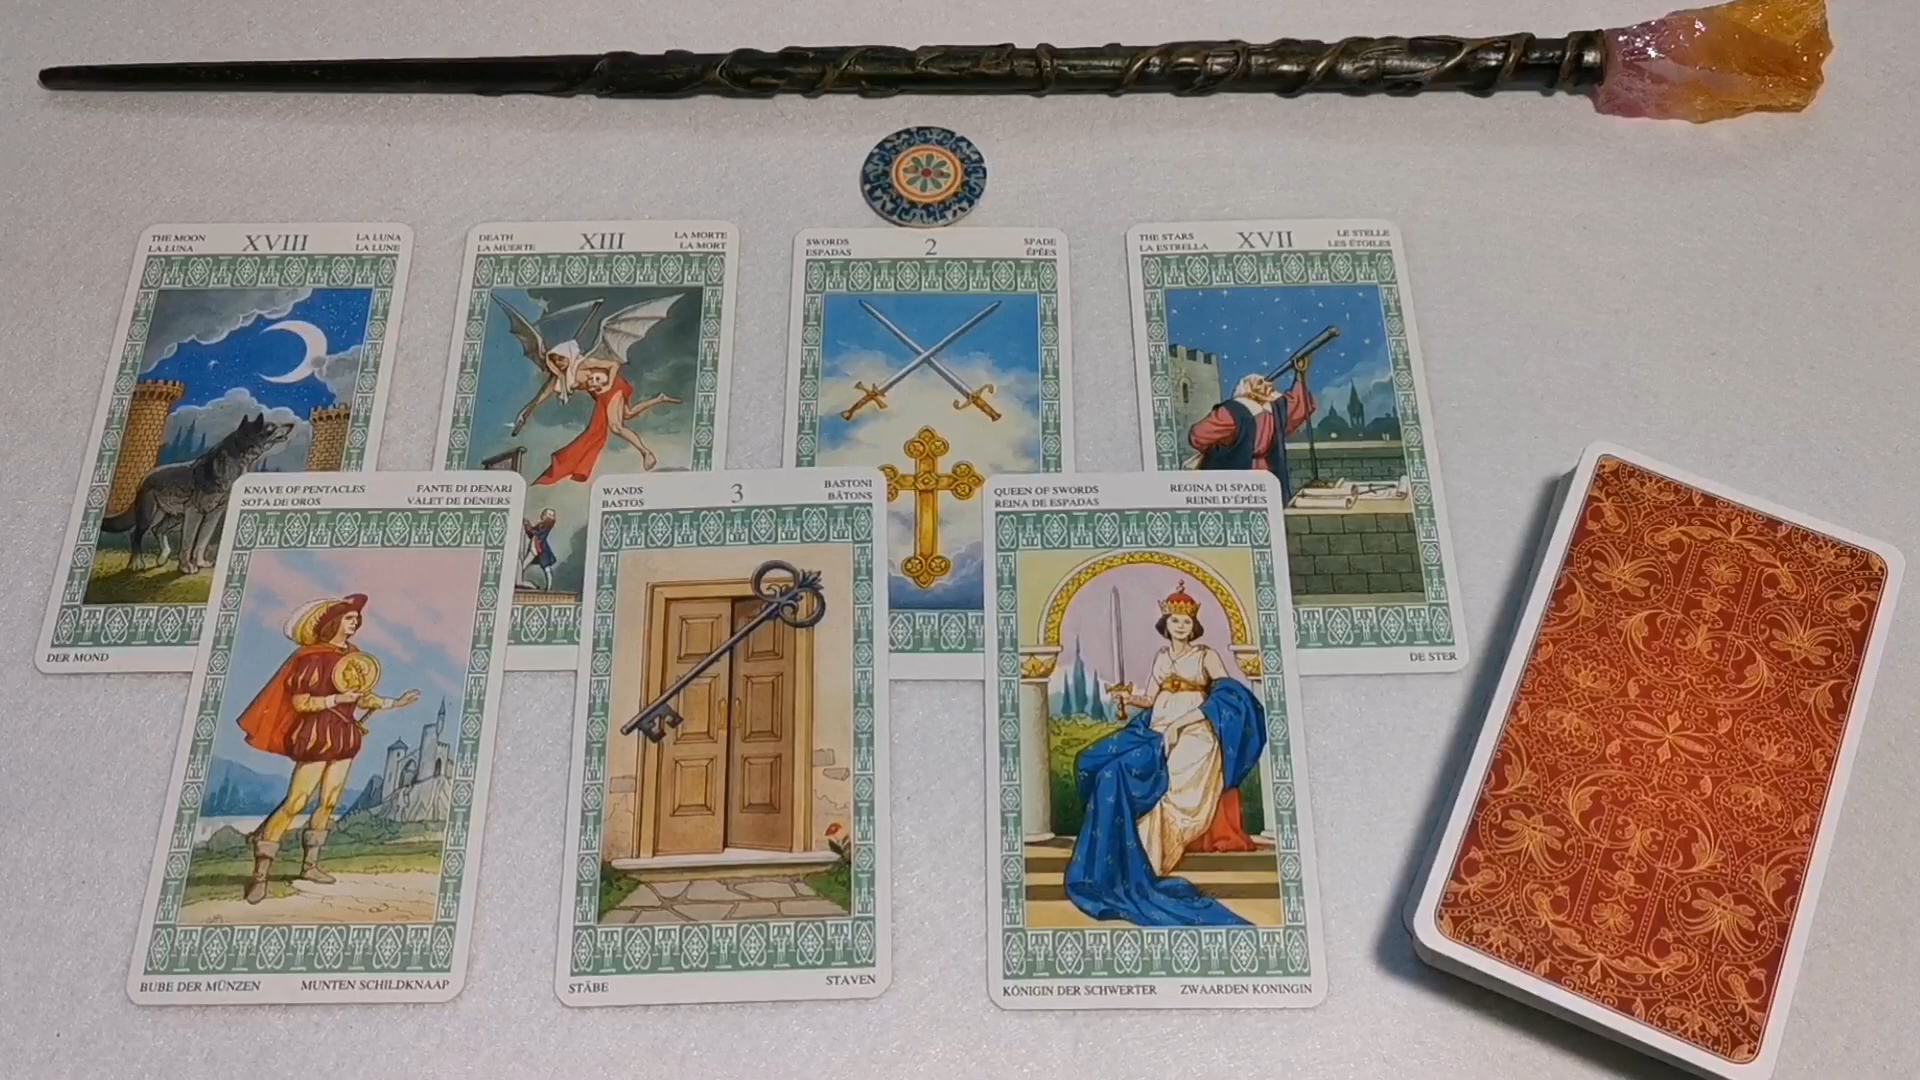 THE MOON
LA LUNA
XVIII
LA LUNA
LA LUNE
DER MOND
DEATH
LA MUERTE
XIII
LA MORTE
LA MORT
SWORDS
ESPADAS
2
SPADE
ÉPÉES
THE STARS
LA ESTRELLA
XVII
LE STELLE
LES ÉTOILES
DE STER
KNAVE OF PENTACLES
SOTA DE OROS
FANTE DI DENARI
VALET DE DENIERS
BUBE DER MÜNZEN
MUNTEN SCHILDKNAAP
WANDS
BASTOS
3
BASTONI
BÂTONS
STÄBE
STAVEN
QUEEN OF SWORDS
REINA DE ESPADAS
REGINA DI SPADE
REINE D'ÉPÉES
KÖNIGIN DER SCHWERTER
ZWAARDEN KONINGIN